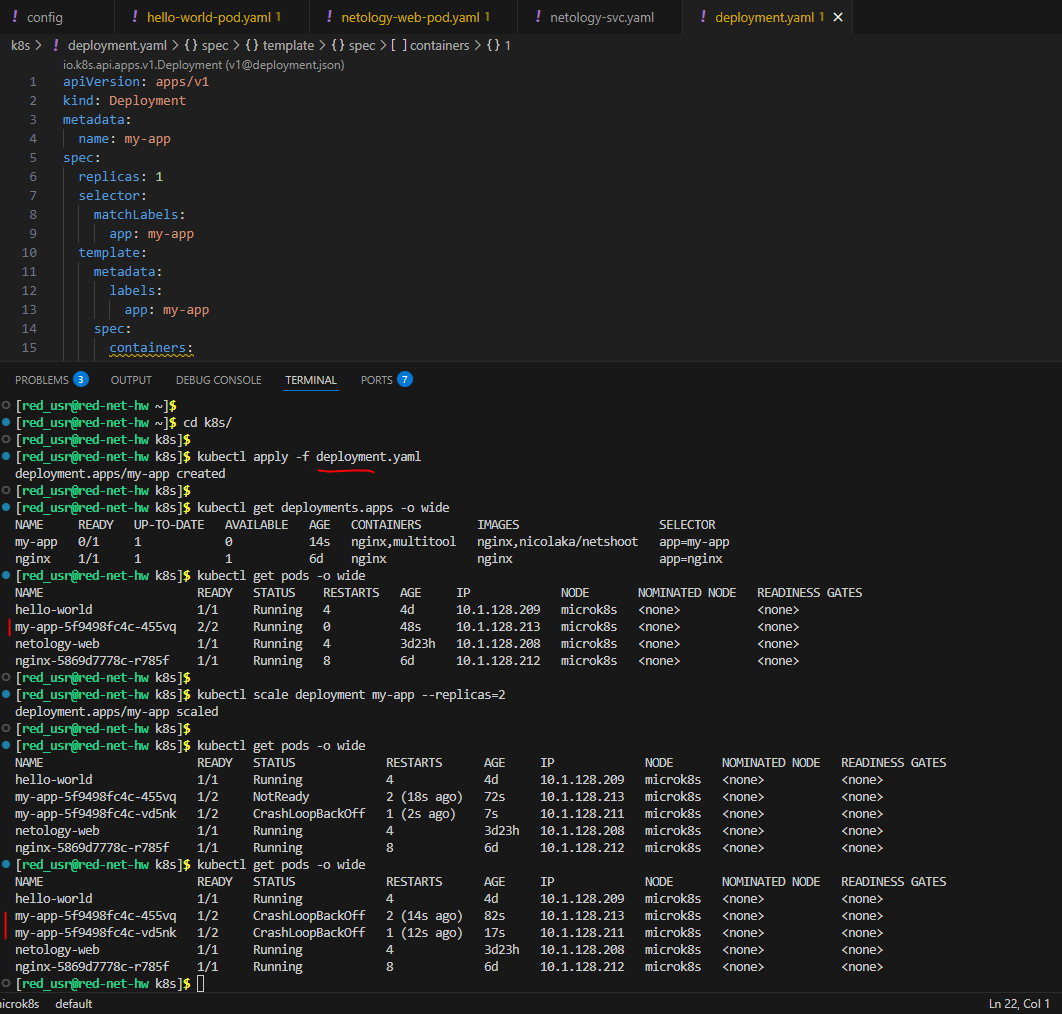 config hello-world-pod.yaml 1 netology-web-pod.yaml 1 netology-svc.yaml deployment.yaml 1
k8s > deployment.yaml > {} spec > {} template > {} spec > [ ] containers > {} 1
io.k8s.api.apps.v1.Deployment (v1@deployment.json)
1 apiVersion: apps/v1
2 kind: Deployment
3 metadata:
4 name: my-app
5 spec:
6 replicas: 1
7 selector:
8 matchLabels:
9 app: my-app
10 template:
11 metadata:
12 labels:
13 app: my-app
14 spec:
15 containers:
PROBLEMS 3 OUTPUT DEBUG CONSOLE TERMINAL PORTS 7
[red_usr@red-net-hw ~]$
[red_usr@red-net-hw ~]$ cd k8s/
[red_usr@red-net-hw k8s]$
[red_usr@red-net-hw k8s]$ kubectl apply -f deployment.yaml
deployment.apps/my-app created
[red_usr@red-net-hw k8s]$
[red_usr@red-net-hw k8s]$ kubectl get deployments.apps -o wide
NAME READY UP-TO-DATE AVAILABLE AGE CONTAINERS IMAGES SELECTOR
my-app 0/1 1 0 14s nginx,multitool nginx,nicolaka/netshoot app=my-app
nginx 1/1 1 1 6d nginx nginx app=nginx
[red_usr@red-net-hw k8s]$ kubectl get pods -o wide
NAME READY STATUS RESTARTS AGE IP NODE NOMINATED NODE READINESS GATES
hello-world 1/1 Running 4 4d 10.1.128.209 microk8s <none> <none>
my-app-5f9498fc4c-455vq 2/2 Running 0 48s 10.1.128.213 microk8s <none> <none>
netology-web 1/1 Running 4 3d23h 10.1.128.208 microk8s <none> <none>
nginx-5869d7778c-r785f 1/1 Running 8 6d 10.1.128.212 microk8s <none> <none>
[red_usr@red-net-hw k8s]$
[red_usr@red-net-hw k8s]$ kubectl scale deployment my-app --replicas=2
deployment.apps/my-app scaled
[red_usr@red-net-hw k8s]$
[red_usr@red-net-hw k8s]$ kubectl get pods -o wide
NAME READY STATUS RESTARTS AGE IP NODE NOMINATED NODE READINESS GATES
hello-world 1/1 Running 4 4d 10.1.128.209 microk8s <none> <none>
my-app-5f9498fc4c-455vq 1/2 NotReady 2 (18s ago) 72s 10.1.128.213 microk8s <none> <none>
my-app-5f9498fc4c-vd5nk 1/2 CrashLoopBackOff 1 (2s ago) 7s 10.1.128.211 microk8s <none> <none>
netology-web 1/1 Running 4 3d23h 10.1.128.208 microk8s <none> <none>
nginx-5869d7778c-r785f 1/1 Running 8 6d 10.1.128.212 microk8s <none> <none>
[red_usr@red-net-hw k8s]$ kubectl get pods -o wide
NAME READY STATUS RESTARTS AGE IP NODE NOMINATED NODE READINESS GATES
hello-world 1/1 Running 4 4d 10.1.128.209 microk8s <none> <none>
my-app-5f9498fc4c-455vq 1/2 CrashLoopBackOff 2 (14s ago) 82s 10.1.128.213 microk8s <none> <none>
my-app-5f9498fc4c-vd5nk 1/2 CrashLoopBackOff 1 (12s ago) 17s 10.1.128.211 microk8s <none> <none>
netology-web 1/1 Running 4 3d23h 10.1.128.208 microk8s <none> <none>
nginx-5869d7778c-r785f 1/1 Running 8 6d 10.1.128.212 microk8s <none> <none>
[red_usr@red-net-hw k8s]$
microk8s default Ln 22, Col 1